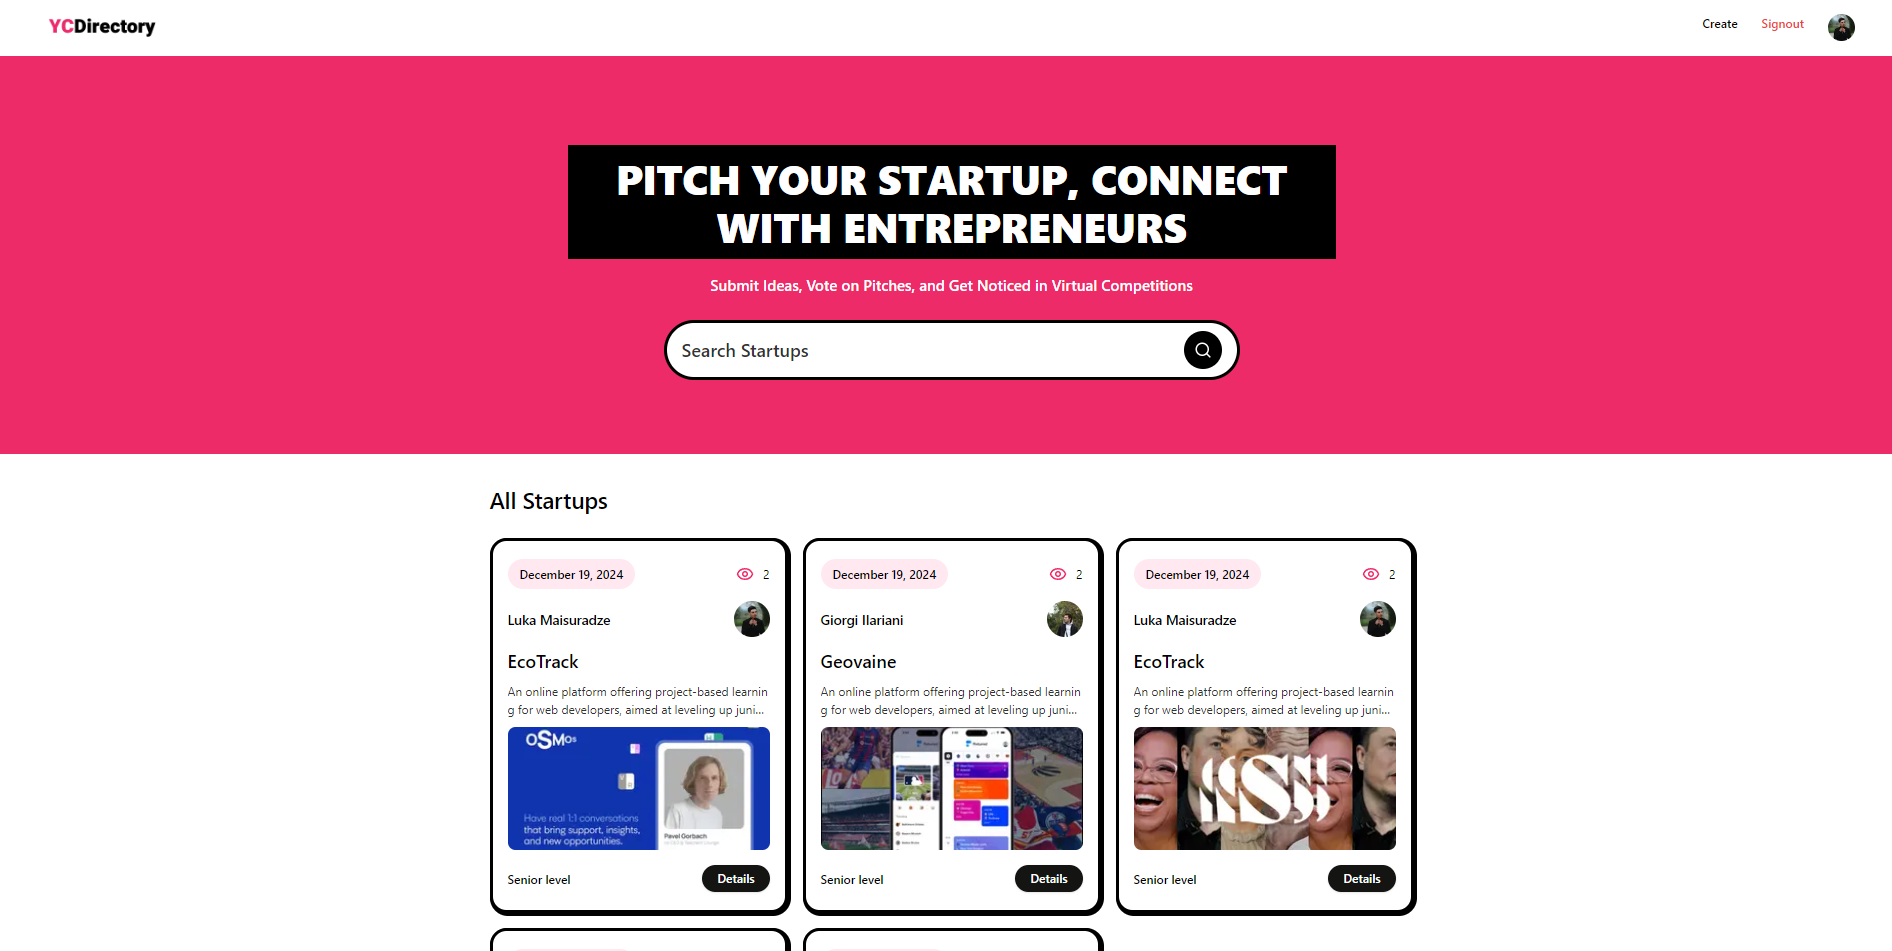 YCDirectory
Create
Signout
PITCH YOUR STARTUP, CONNECT
WITH ENTREPRENEURS
Submit Ideas, Vote on Pitches, and Get Noticed in Virtual Competitions
Search Startups
All Startups
December 19, 2024
2
Luka Maisuradze
EcoTrack
An online platform offering project-based learnin
g for web developers, aimed at leveling up juni...
OSMOS
Have real 1:1 conversations
that bring support, insights,
and new opportunities.
Pavel Gorbach
Senior level
Details
December 19, 2024
2
Giorgi Ilariani
Geovaine
An online platform offering project-based learnin
g for web developers, aimed at leveling up juni...
Senior level
Details
December 19, 2024
2
Luka Maisuradze
EcoTrack
An online platform offering project-based learnin
g for web developers, aimed at leveling up juni...
Senior level
Details